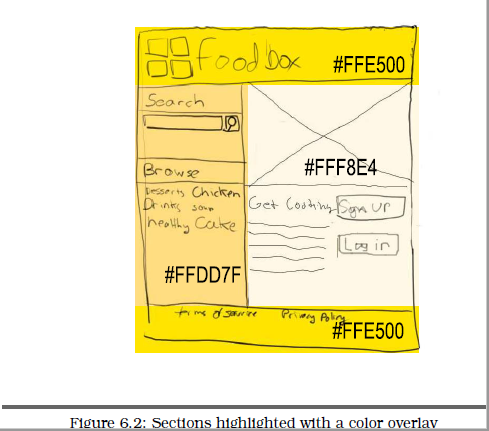 Foodbox
#FFE500
Search
#FFF8E4
Browse
Desserts Chicken
Drinks soup
healthy Cake
Get Cooking
Sign UP
Log in
#FFDD7F
terms of service Privacy Policy
#FFE500
Figure 6.2: Sections highlighted with a color overlay